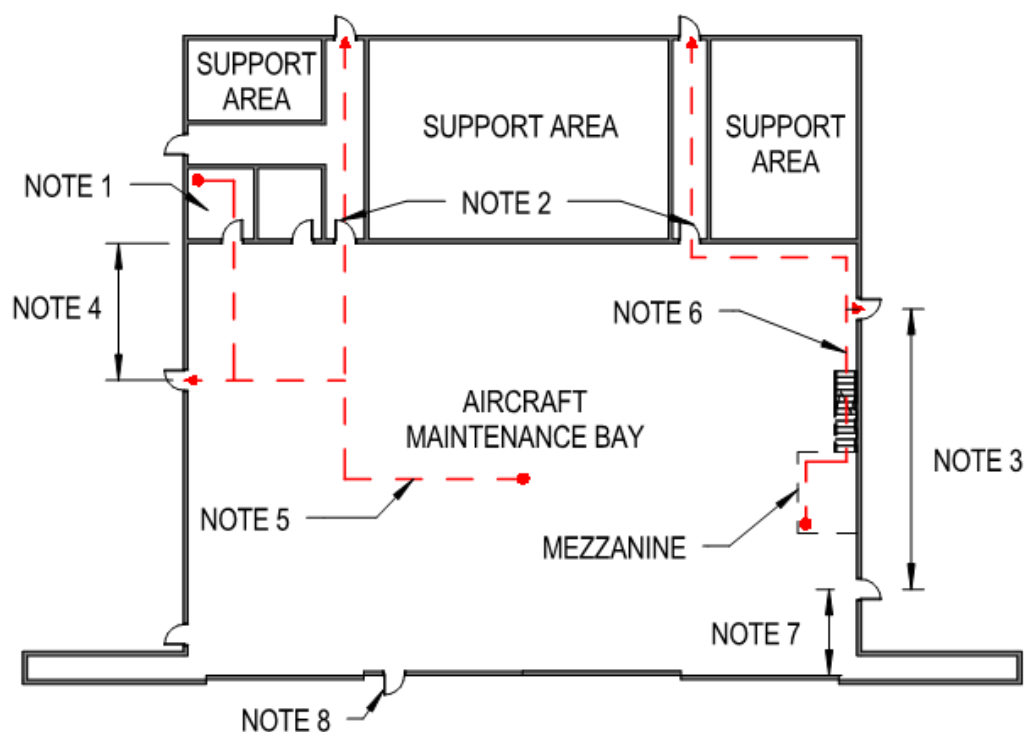 SUPPORT
AREA
SUPPORT AREA
SUPPORT
AREA
NOTE 1
NOTE 2
NOTE 4
NOTE 6
AIRCRAFT
MAINTENANCE BAY
NOTE 3
NOTE 5
MEZZANINE
NOTE 7
NOTE 8